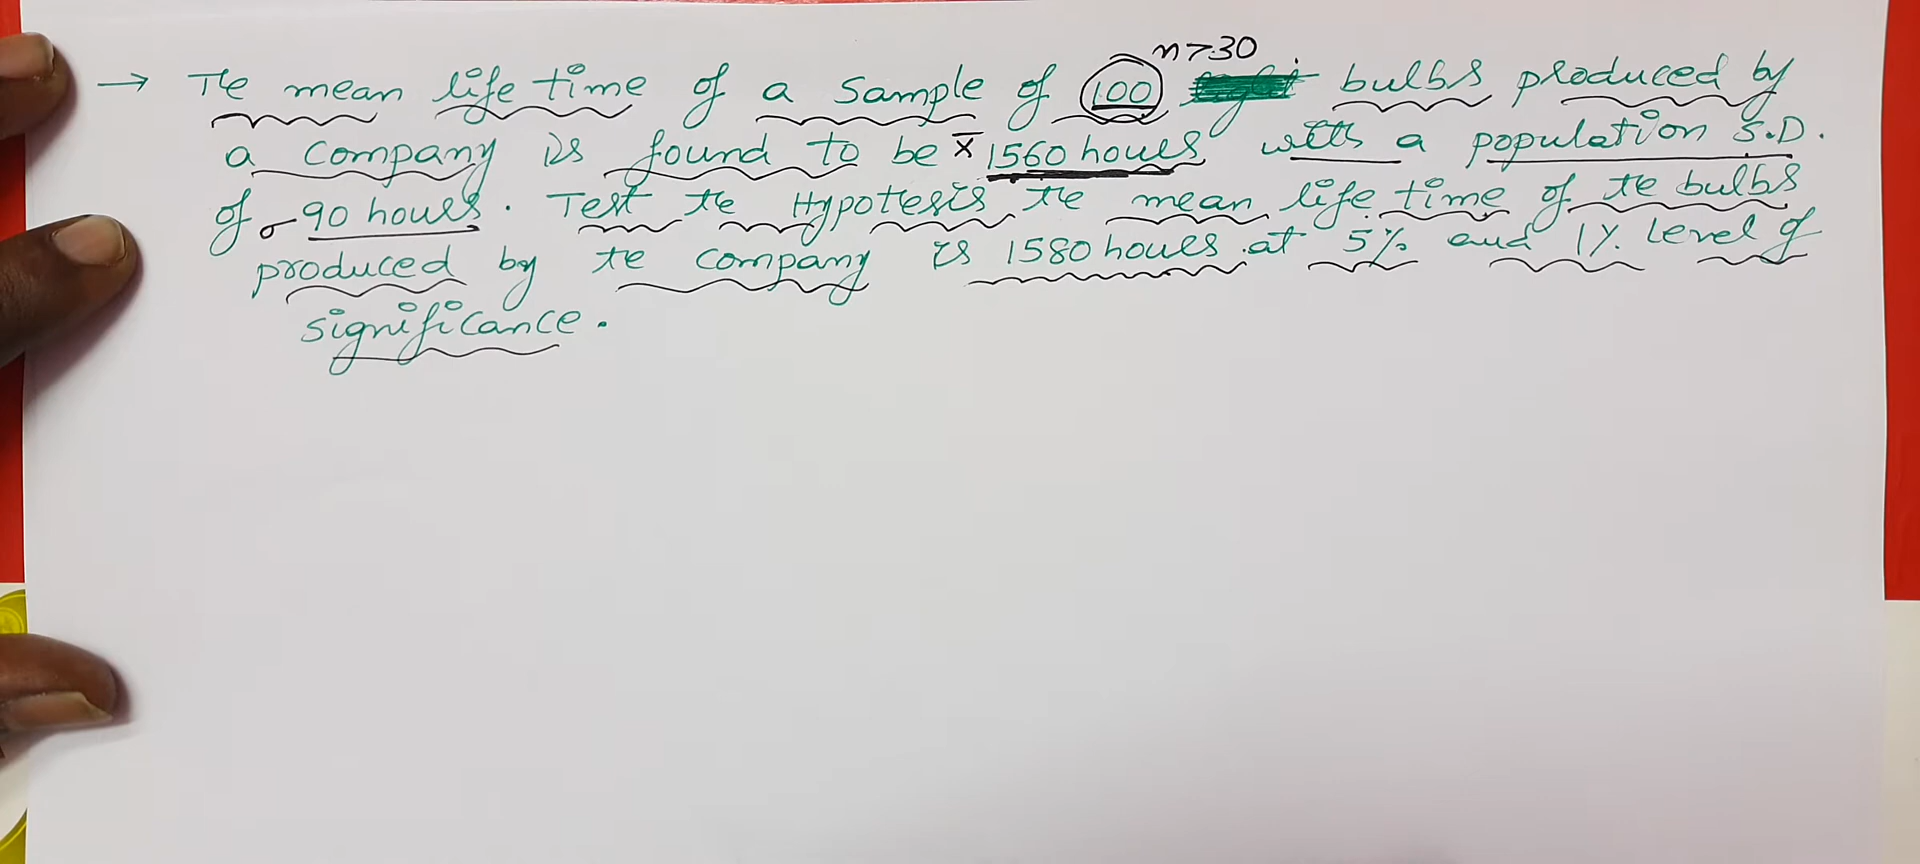 n>30
→ The mean life time of a sample of 100 bulbs produced by
a company is found to be x̄ 1560 hours with a population S.D.
of σ 90 hours. Test the Hypotesis the mean life time of the bulbs
produced by the company is 1580 hours at 5% and 1% level of
significance.